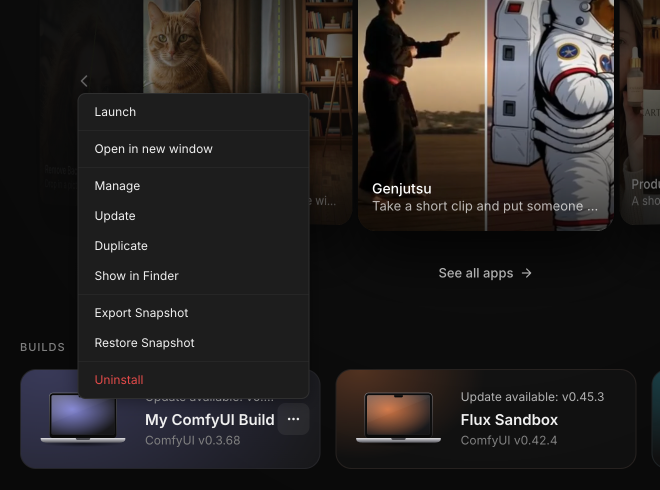 Launch
Open in new window
Manage
Update
Duplicate
Show in Finder
Export Snapshot
Restore Snapshot
Uninstall
e wi...
Genjutsu
Take a short clip and put someone ...
Produ
A sho
ART
See all apps →
BUILDS
Update available: v0....
My ComfyUI Build
ComfyUI v0.3.68
Update available: v0.45.3
Flux Sandbox
ComfyUI v0.42.4